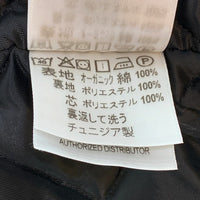 表地 オーガニック 綿 100%
裏地 ポリエステル 100%
芯 ポリエステル 100%
裏返して洗う
チュニジア製
AUTHORIZED DISTRIBUTOR